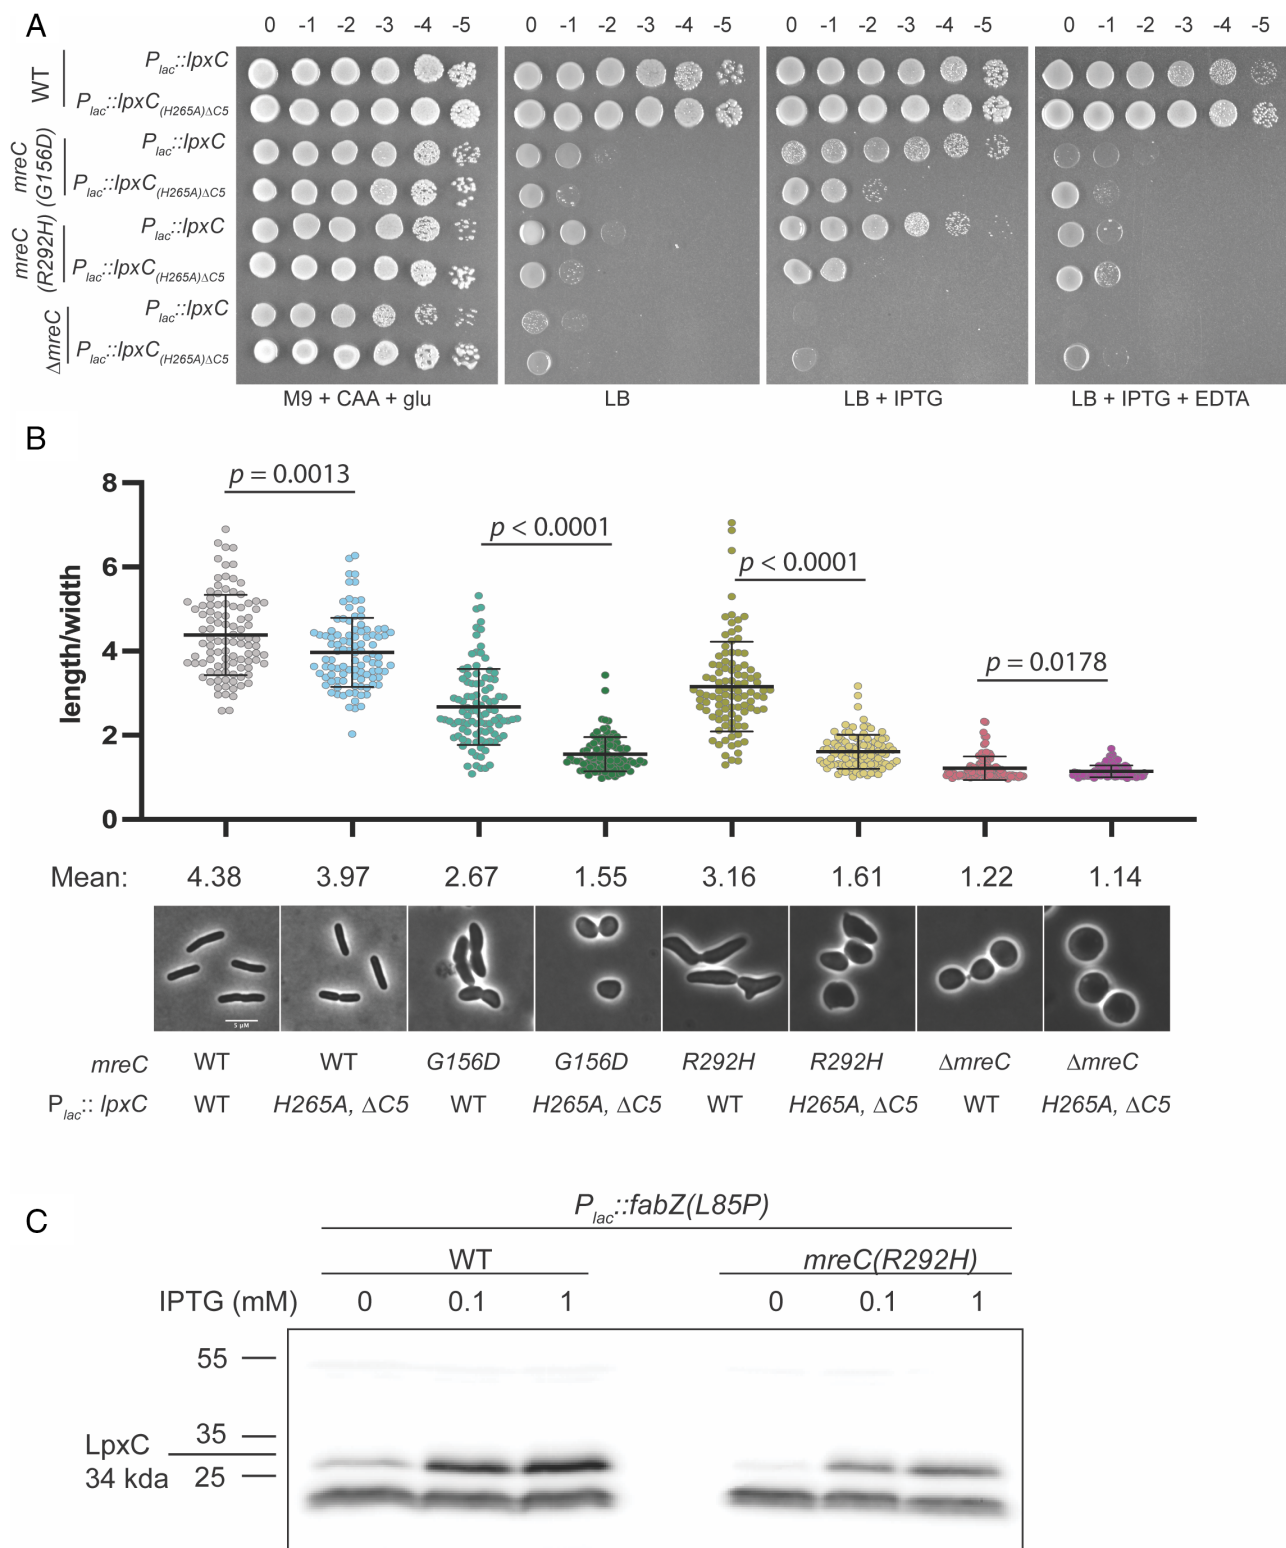 A
0 -1 -2 -3 -4 -5 0 -1 -2 -3 -4 -5 0 -1 -2 -3 -4 -5 0 -1 -2 -3 -4 -5
WT
Plac::lpxC
Plac::lpxC(H265A)ΔC5
mreC (G156D)
Plac::lpxC
Plac::lpxC(H265A)ΔC5
mreC (R292H)
Plac::lpxC
Plac::lpxC(H265A)ΔC5
ΔmreC
Plac::lpxC
Plac::lpxC(H265A)ΔC5
M9 + CAA + glu LB LB + IPTG LB + IPTG + EDTA
B
length/width
8
6
4
2
0
p = 0.0013
p < 0.0001
p < 0.0001
p = 0.0178
Mean: 4.38 3.97 2.67 1.55 3.16 1.61 1.22 1.14
5 µM
mreC WT WT G156D G156D R292H R292H ΔmreC ΔmreC
Plac:: lpxC WT H265A, ΔC5 WT H265A, ΔC5 WT H265A, ΔC5 WT H265A, ΔC5
C
Plac::fabZ(L85P)
WT mreC(R292H)
IPTG (mM) 0 0.1 1 0 0.1 1
55
35
LpxC
34 kda
25